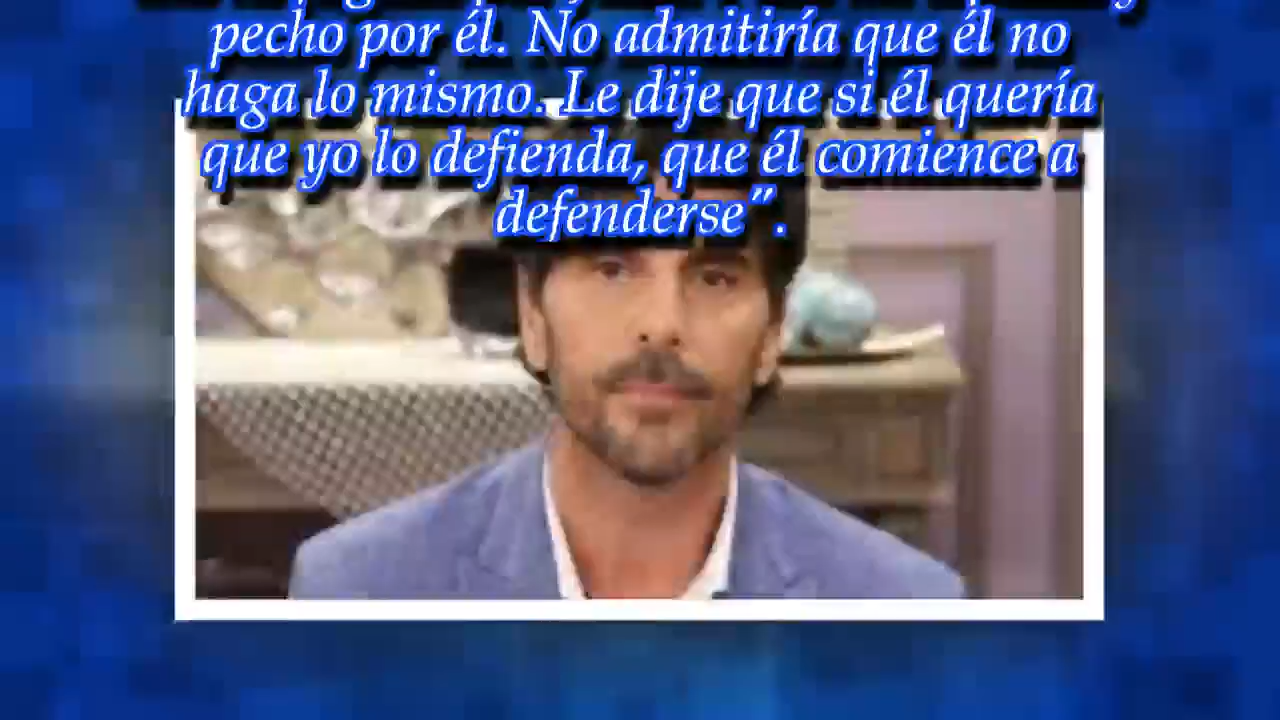 pecho por él. No admitiría que él no
haga lo mismo. Le dije que si él quería
que yo lo defienda, que él comience a
defenderse”.